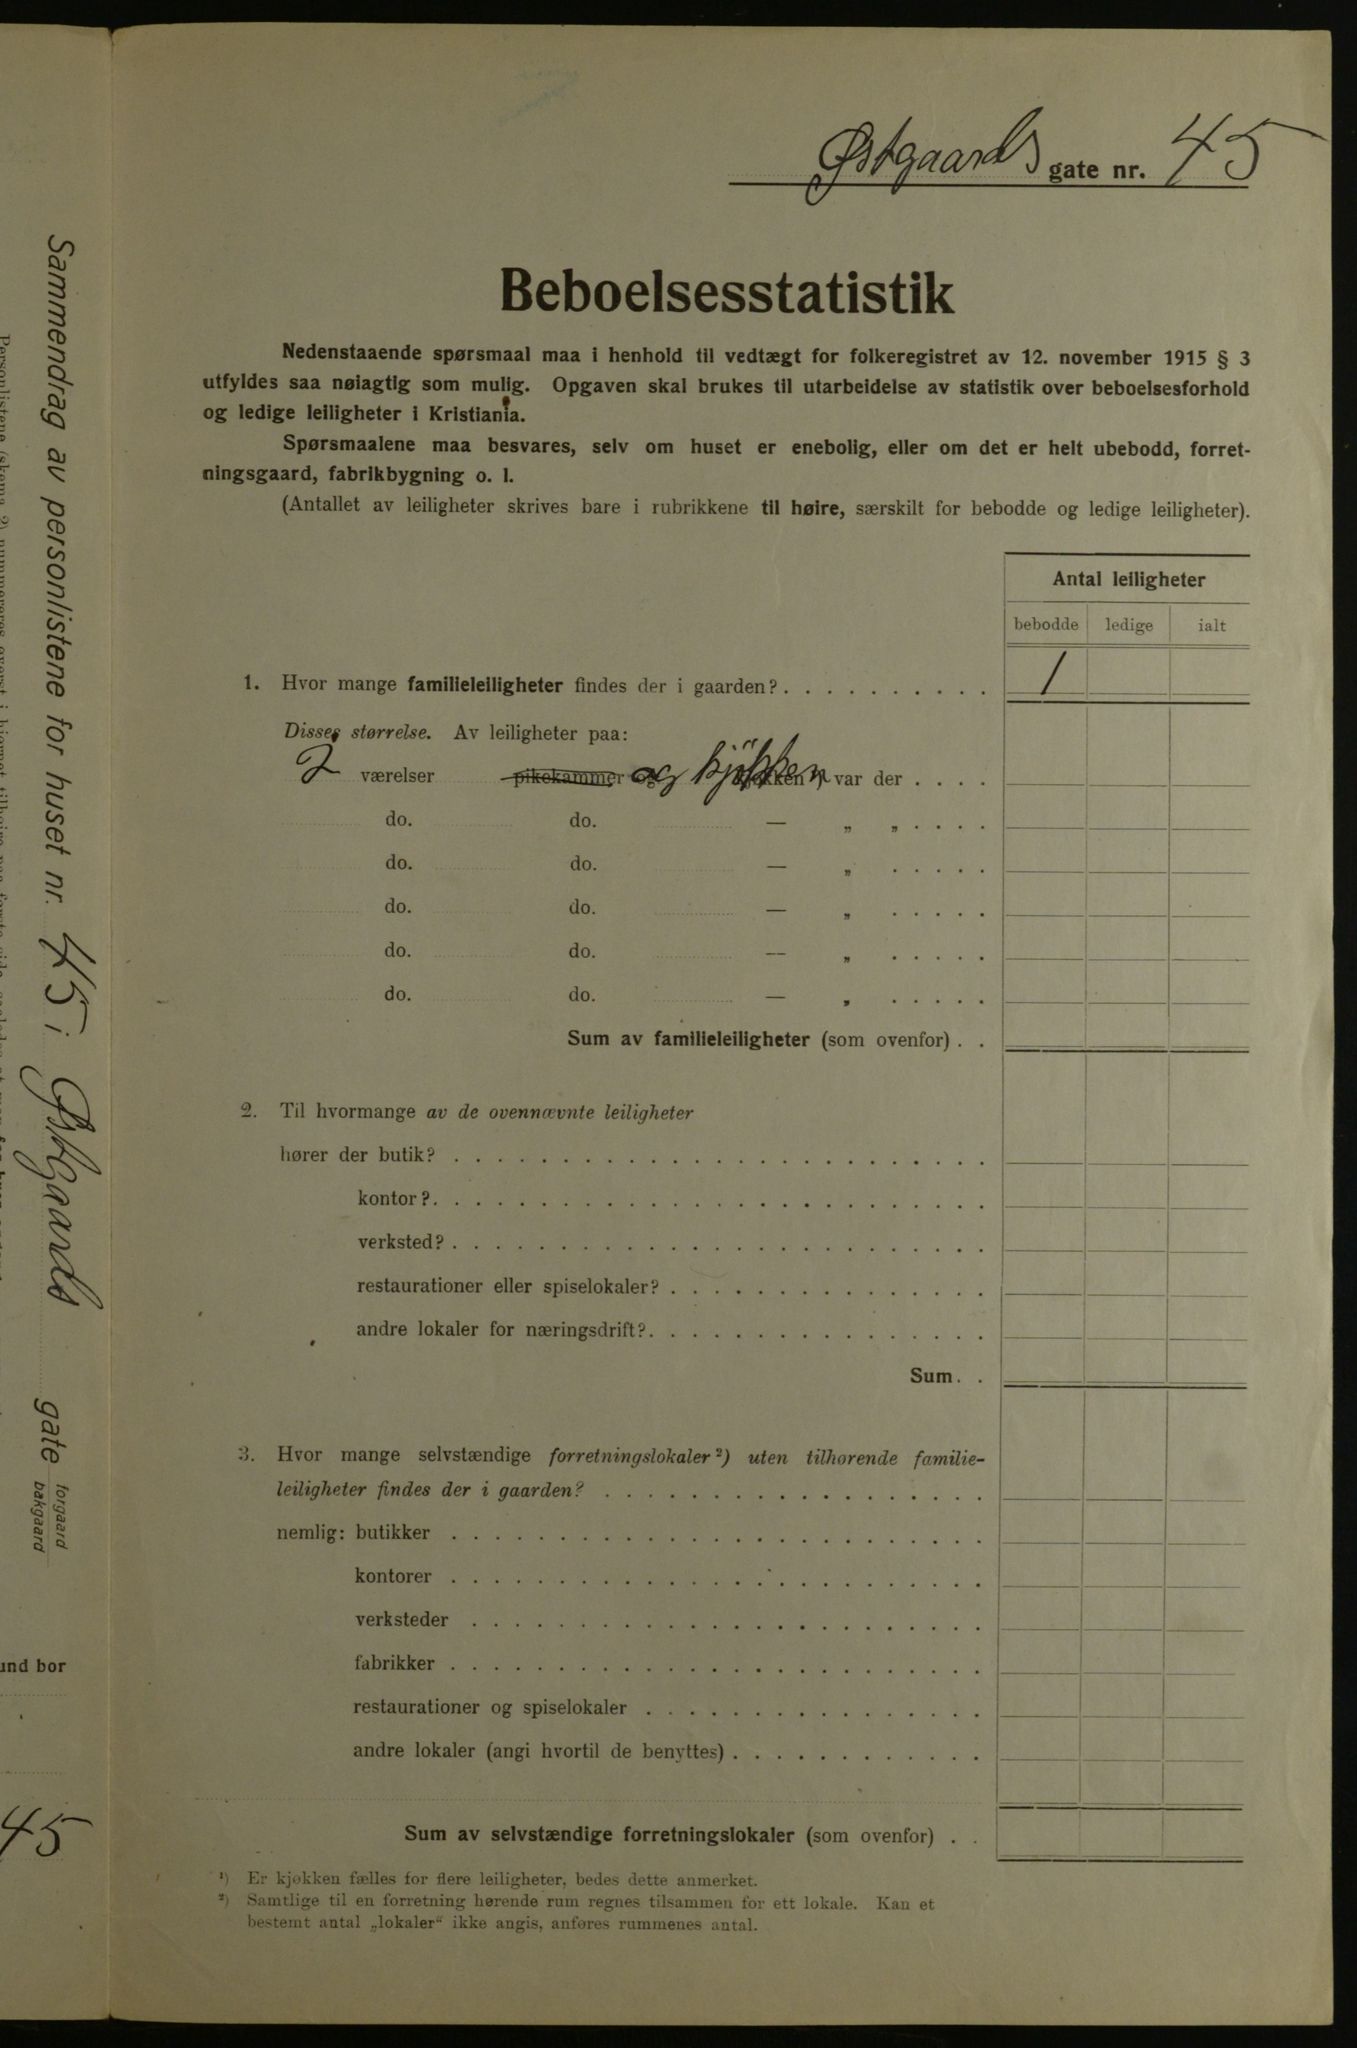 Østgaards gate nr. 45
Beboelsesstatistik
Nedenstaaende spørsmaal maa i henhold til vedtægt for folkeregistret av 12. november 1915 § 3
utfyldes saa nøiagtig som mulig. Opgaven skal brukes til utarbeidelse av statistik over beboelsesforhold
og ledige leiligheter i Kristiania.
Spørsmaalene maa besvares, selv om huset er enebolig, eller om det er helt ubebodd, forret-
ningsgaard, fabrikbygning o. l.
(Antallet av leiligheter skrives bare i rubrikkene til høire, særskilt for bebodde og ledige leiligheter).
Antal leiligheter
bebodde ledige ialt
1. Hvor mange familieleiligheter findes der i gaarden? . . . . . . . . . . 1
Disses størrelse. Av leiligheter paa:
2 værelser pikekammer og kjøkken var der . . . .
do. do. — „ „ . . . .
do. do. — „ . . . . .
do. do. — „ . . . . .
do. do. — „ . . . . .
do. do. — „ . . . . .
Sum av familieleiligheter (som ovenfor) . .
2. Til hvormange av de ovennævnte leiligheter
hører der butik? . . . . . . . . . . . . . . . . . . . . . . .
kontor? . . . . . . . . . . . . . . . . . . . . . . . .
verksted? . . . . . . . . . . . . . . . . . . . . . . .
restaurationer eller spiselokaler? . . . . . . . . . . . . . .
andre lokaler for næringsdrift? . . . . . . . . . . . . . . .
Sum . .
3. Hvor mange selvstændige forretningslokaler ²) uten tilhørende familie-
leiligheter findes der i gaarden? . . . . . . . . . . . . . . . . .
nemlig: butikker . . . . . . . . . . . . . . . . . . . . . . .
kontorer . . . . . . . . . . . . . . . . . . . . . . .
verksteder . . . . . . . . . . . . . . . . . . . . . .
fabrikker . . . . . . . . . . . . . . . . . . . . . . .
restaurationer og spiselokaler . . . . . . . . . . . . . . .
andre lokaler (angi hvortil de benyttes) . . . . . . . . . . . .
Sum av selvstændige forretningslokaler (som ovenfor) . .
¹) Er kjøkken fælles for flere leiligheter, bedes dette anmerket.
²) Samtlige til en forretning hørende rum regnes tilsammen for ett lokale. Kan et
bestemt antal „lokaler“ ikke angis, anføres rummenes antal.
Sammendrag av personlistene for huset nr. 45 i Østgaards gate forgaard
bakgaard
und bor
45